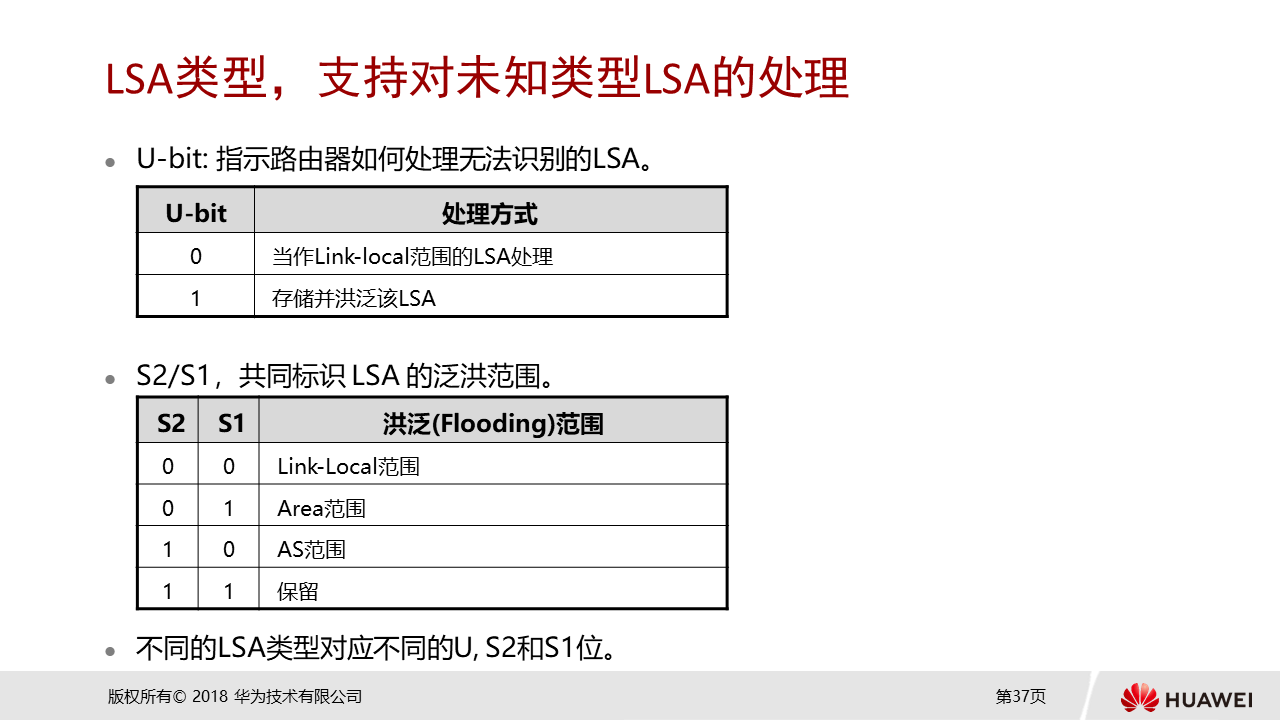 LSA类型，支持对未知类型LSA的处理
U-bit: 指示路由器如何处理无法识别的LSA。
U-bit 处理方式
0 当作Link-local范围的LSA处理
1 存储并洪泛该LSA
S2/S1，共同标识 LSA 的泛洪范围。
S2 S1 洪泛(Flooding)范围
0 0 Link-Local范围
0 1 Area范围
1 0 AS范围
1 1 保留
不同的LSA类型对应不同的U, S2和S1位。
版权所有© 2018 华为技术有限公司 第37页 HUAWEI